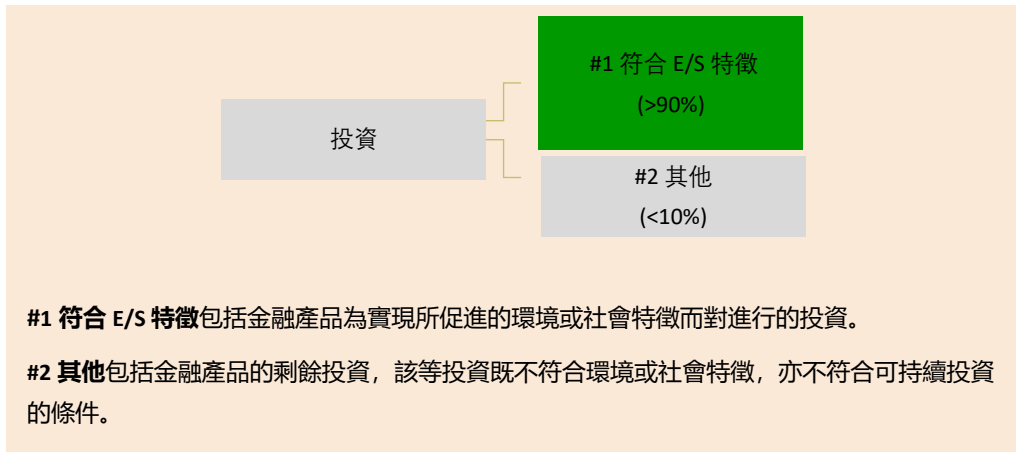 #1 符合 E/S 特徵
(>90%)
投資
#2 其他
(<10%)
#1 符合 E/S 特徵包括金融產品為實現所促進的環境或社會特徵而對進行的投資。
#2 其他包括金融產品的剩餘投資，該等投資既不符合環境或社會特徵，亦不符合可持續投資
的條件。